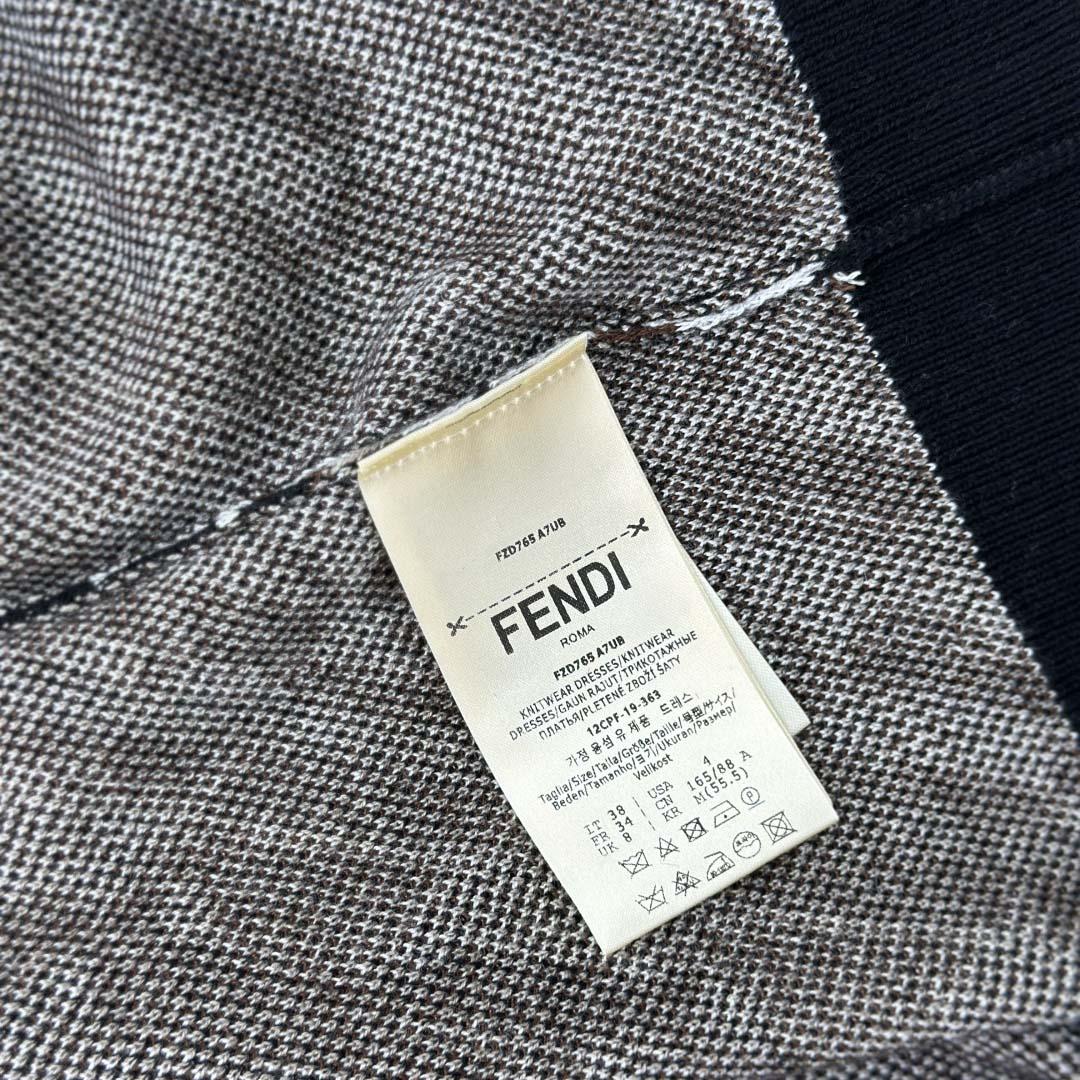 FZD765 A7UB
FENDI
ROMA
FZD765 A7UB
KNITWEAR DRESSES/KNITWEAR
DRESSES/GAUN RAJUT/ТРИКОТАЖНЫЕ
ПЛАТЬЯ/PLETENÉ ZBOŽÍ ŠATY
12CPF-19-363
가정 용섬 유 제품 드레스
Taglia/Size/Talla/Größe/Taille/号型/サイズ/
Beden/Tamanho/호기/Ukuran/Размер/
Velikost
IT 38 USA 4
FR 34 CN 165/88 A
UK 8 KR M(55.5)